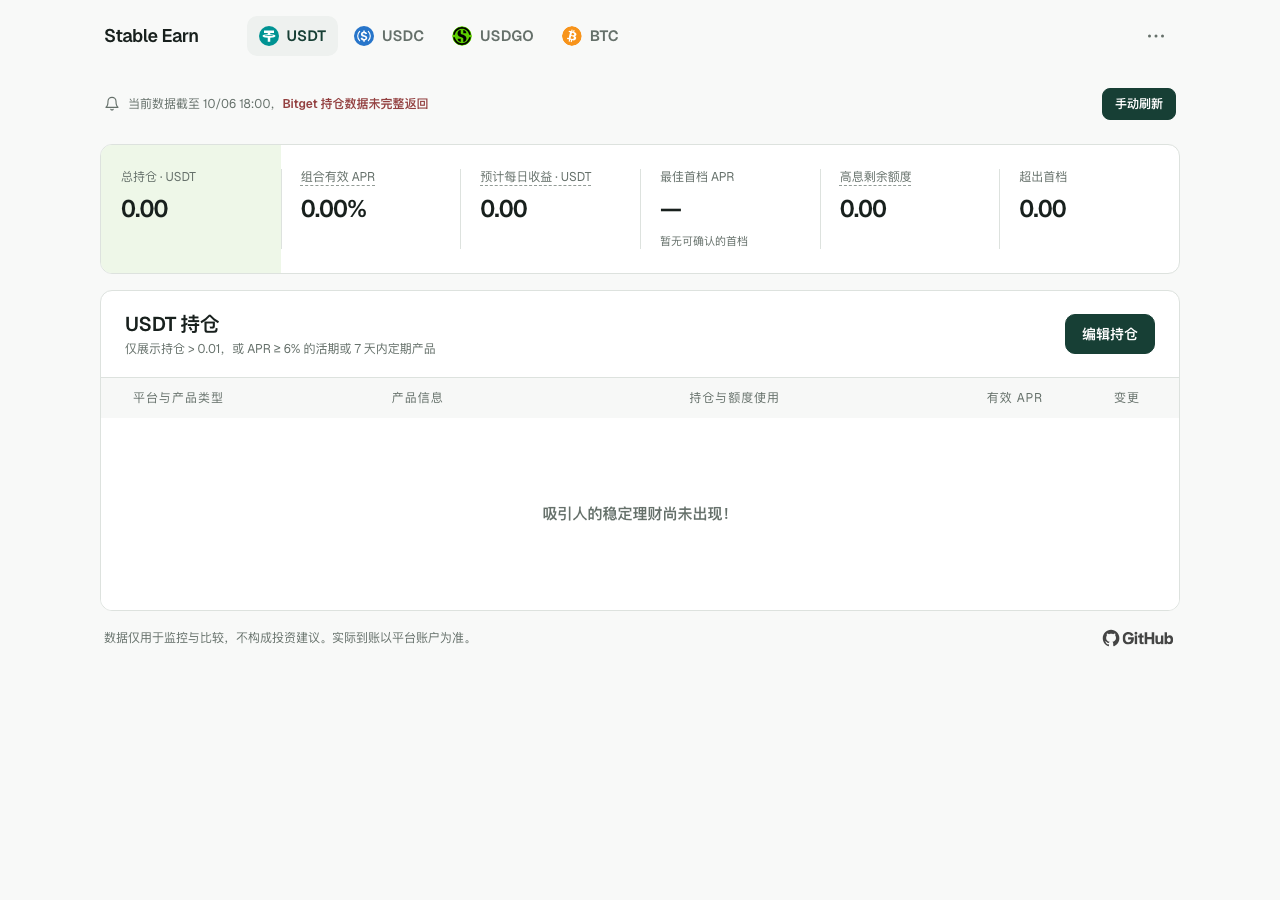 Stable Earn USDT USDC USDGO BTC
当前数据截至 10/06 18:00，Bitget 持仓数据未完整返回 手动刷新
总持仓 · USDT 组合有效 APR 预计每日收益 · USDT 最佳首档 APR 高息剩余额度 超出首档
0.00 0.00% 0.00 — 0.00 0.00
暂无可确认的首档
USDT 持仓 编辑持仓
仅展示持仓 > 0.01，或 APR ≥ 6% 的活期或 7 天内定期产品
平台与产品类型 产品信息 持仓与额度使用 有效 APR 变更
吸引人的稳定理财尚未出现！
数据仅用于监控与比较，不构成投资建议。实际到账以平台账户为准。 GitHub